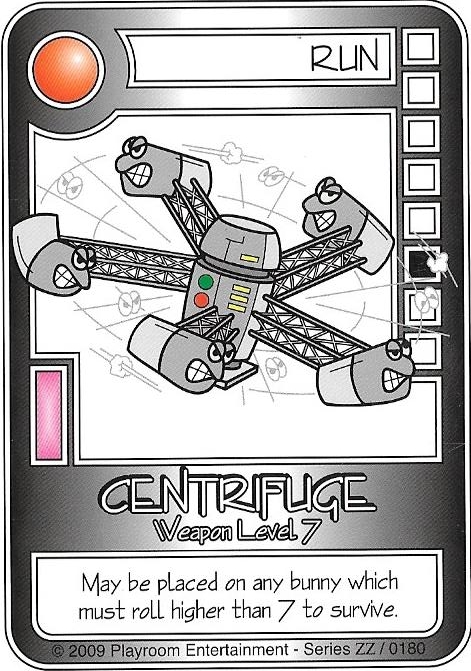 RUN
CENTRIFUGE
Weapon Level 7
May be placed on any bunny which
must roll higher than 7 to survive.
© 2009 Playroom Entertainment - Series ZZ / 0180